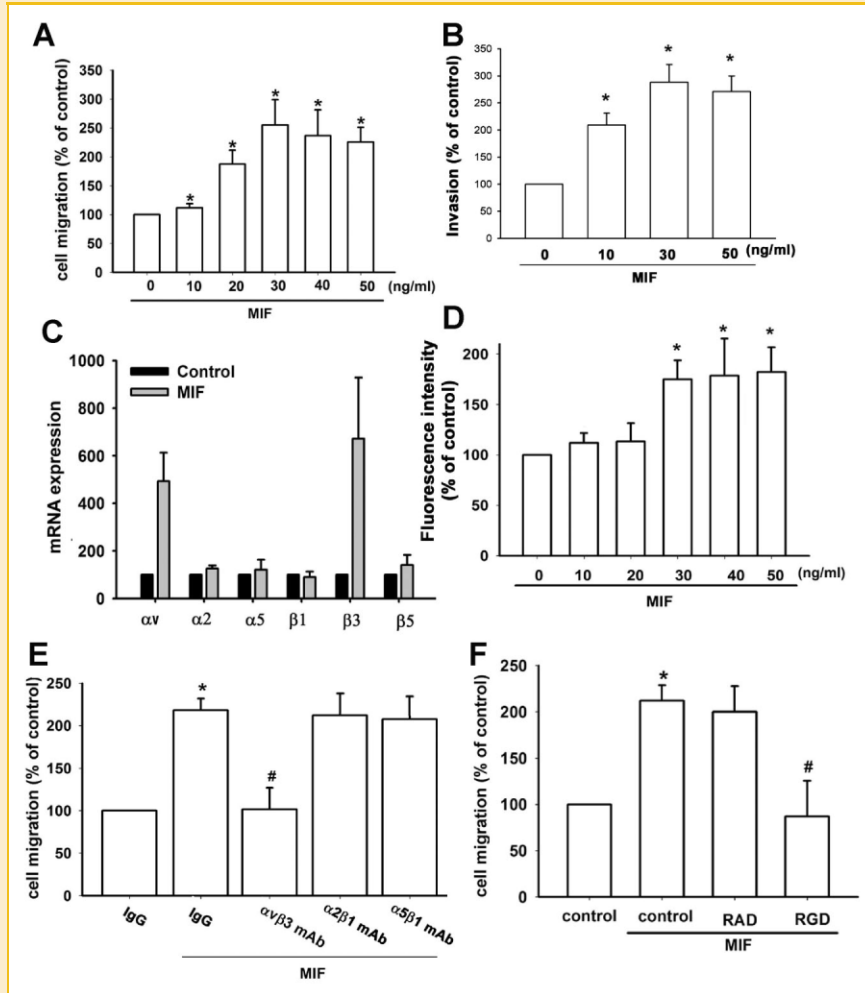 A
cell migration (% of control)
350
300
250
200
150
100
50
0
* * * * *
0 10 20 30 40 50 (ng/ml)
MIF
B
Invasion (% of control)
350
300
250
200
150
100
50
0
* * *
0 10 30 50 (ng/ml)
MIF
C
mRNA expression
1000
800
600
400
200
0
Control
MIF
αv α2 α5 β1 β3 β5
D
Fluorescence intensity
(% of control)
200
150
100
50
0
* * *
0 10 20 30 40 50 (ng/ml)
MIF
E
cell migration (% of control)
250
200
150
100
50
0
* #
IgG IgG αvβ3 mAb α2β1 mAb α5β1 mAb
MIF
F
cell migration (% of control)
250
200
150
100
50
0
* #
control control RAD RGD
MIF